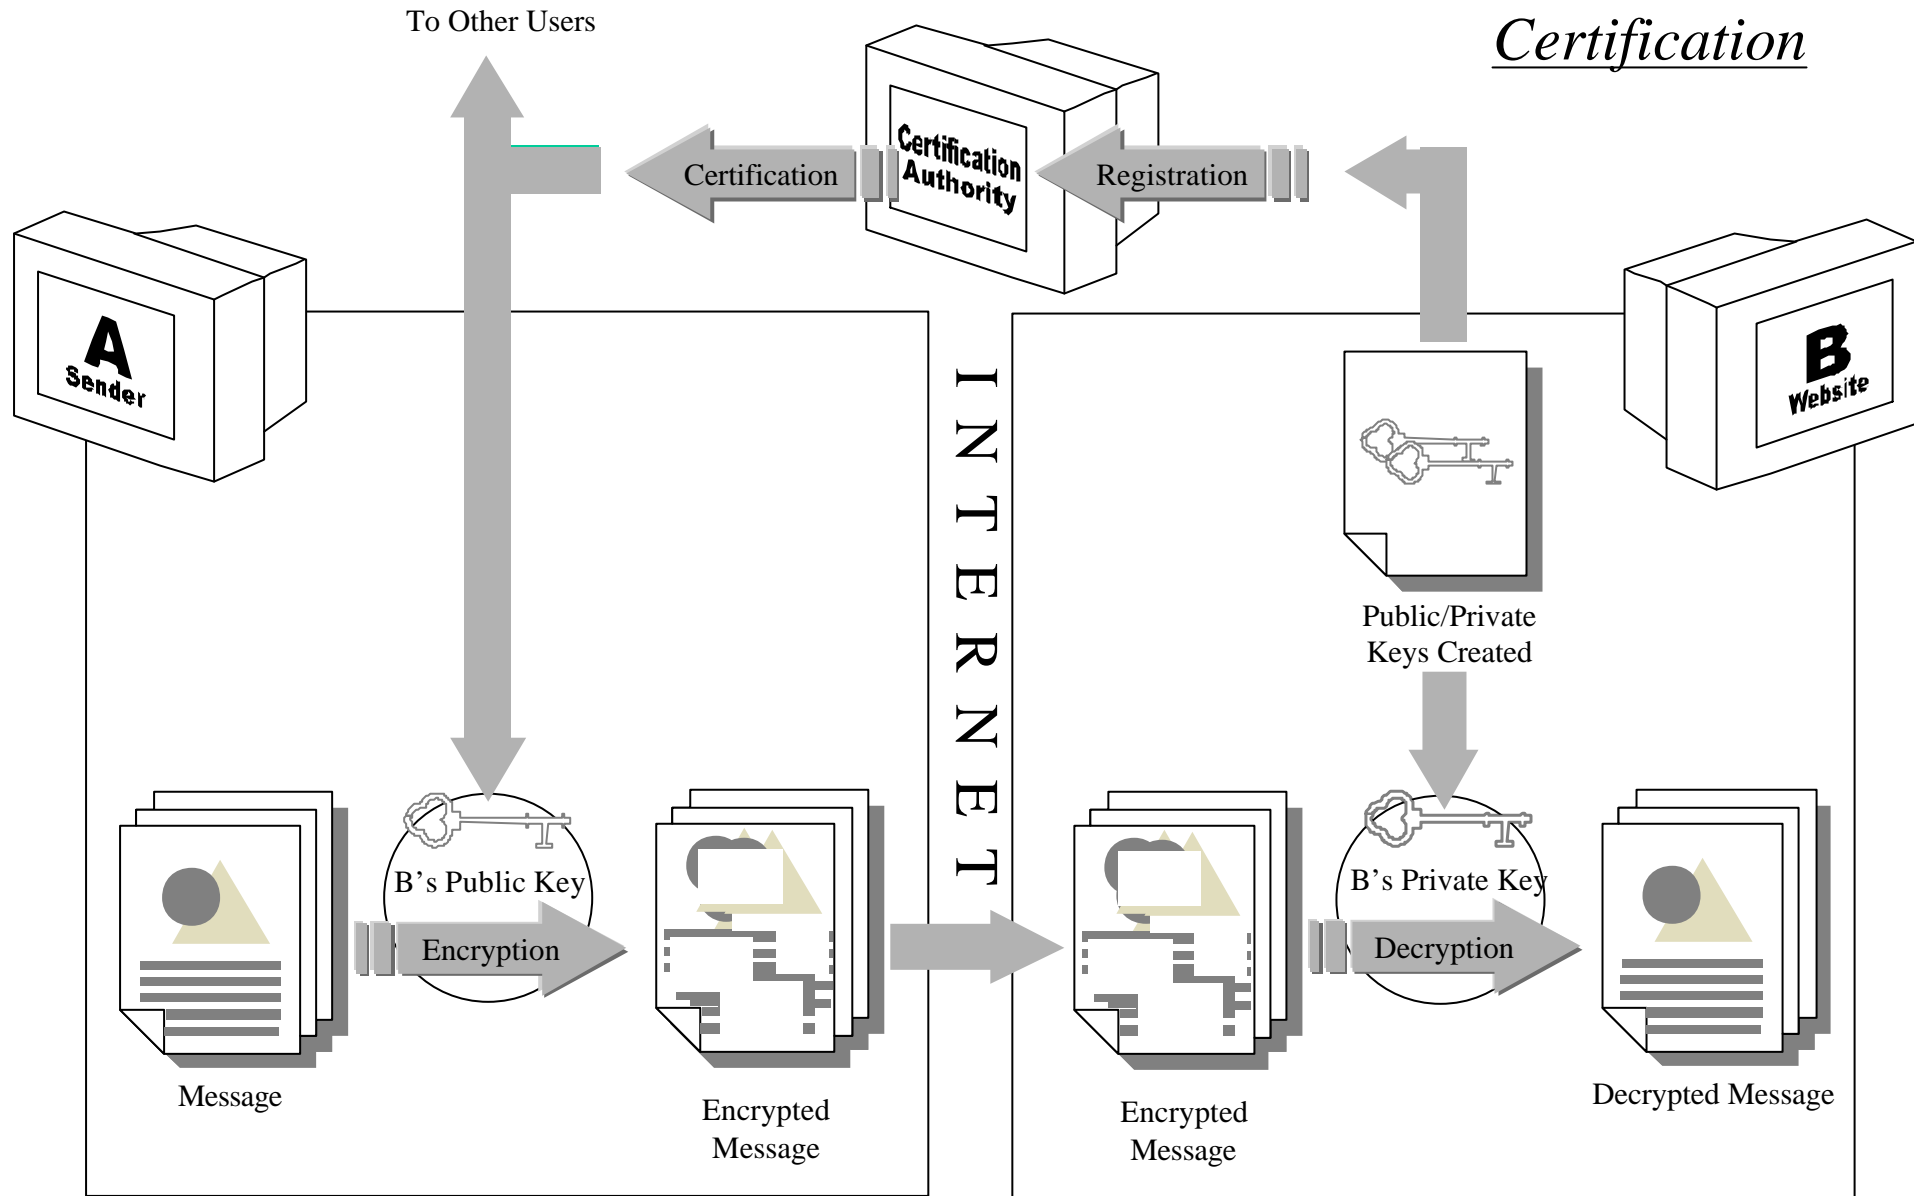 To Other Users
Certification
Certification
Certification
Authority
Registration
A
Sender
B
Website
INTERNET
Public/Private
Keys Created
B's Public Key
Encryption
B's Private Key
Decryption
Message
Encrypted
Message
Encrypted
Message
Decrypted Message